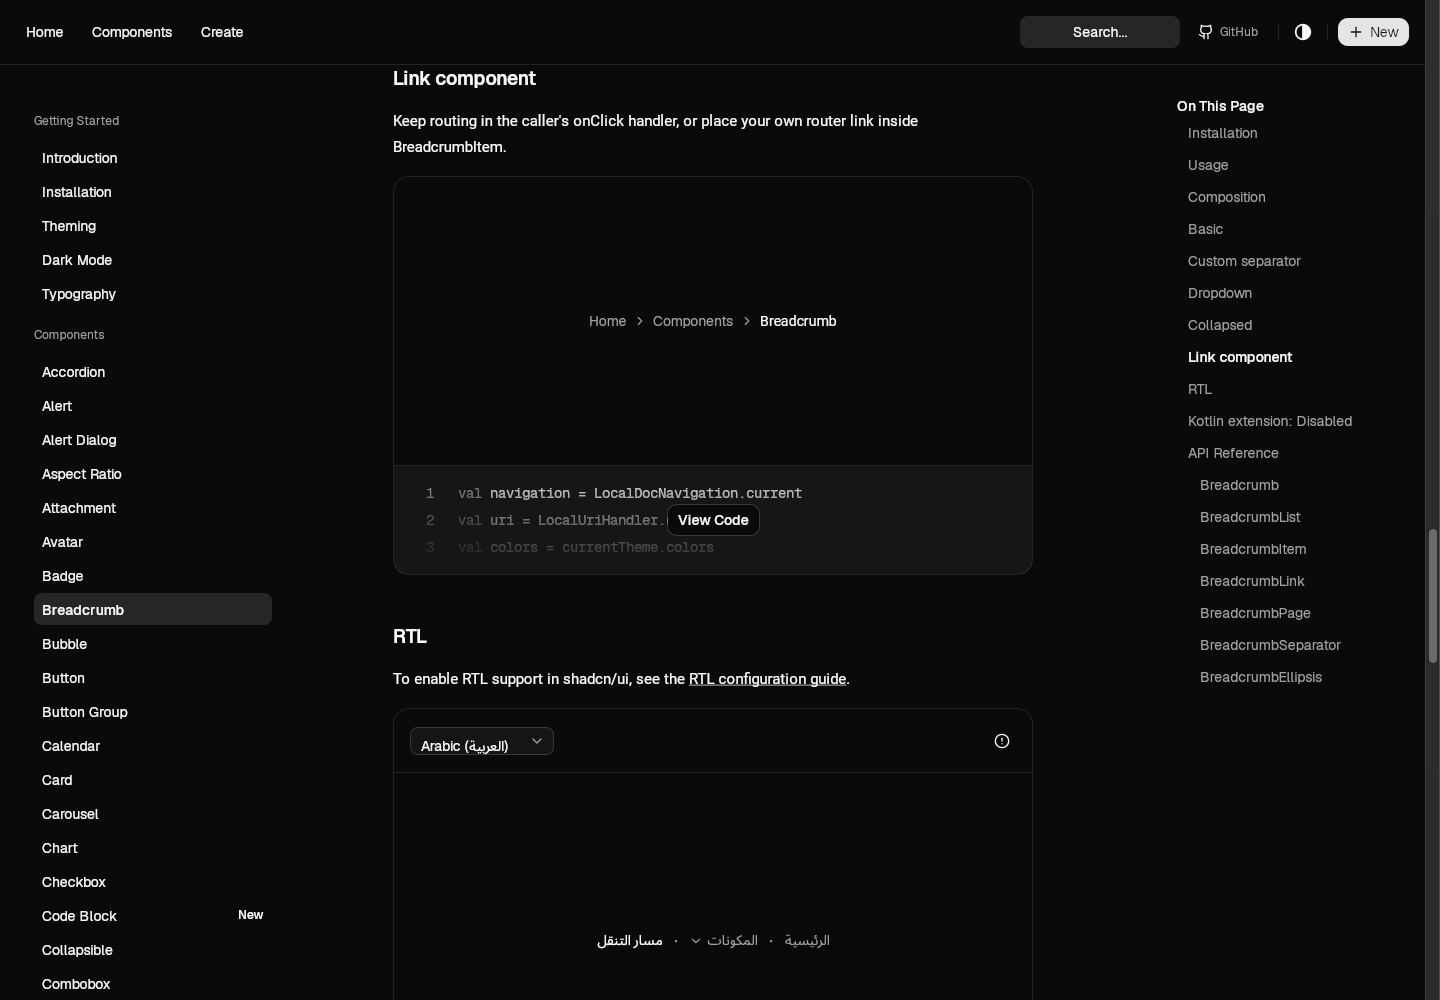 Home
Components
Create
Search...
GitHub
New
Getting Started
Introduction
Installation
Theming
Dark Mode
Typography
Components
Accordion
Alert
Alert Dialog
Aspect Ratio
Attachment
Avatar
Badge
Breadcrumb
Bubble
Button
Button Group
Calendar
Card
Carousel
Chart
Checkbox
Code Block New
Collapsible
Combobox
Link component
Keep routing in the caller's onClick handler, or place your own router link inside
BreadcrumbItem.
Home > Components > Breadcrumb
1 val navigation = LocalDocNavigation.current
2 val uri = LocalUriHandler.
View Code
3 val colors = currentTheme.colors
RTL
To enable RTL support in shadcn/ui, see the RTL configuration guide.
Arabic (العربية)
الرئيسية • المكونات • مسار التنقل
On This Page
Installation
Usage
Composition
Basic
Custom separator
Dropdown
Collapsed
Link component
RTL
Kotlin extension: Disabled
API Reference
Breadcrumb
BreadcrumbList
BreadcrumbItem
BreadcrumbLink
BreadcrumbPage
BreadcrumbSeparator
BreadcrumbEllipsis